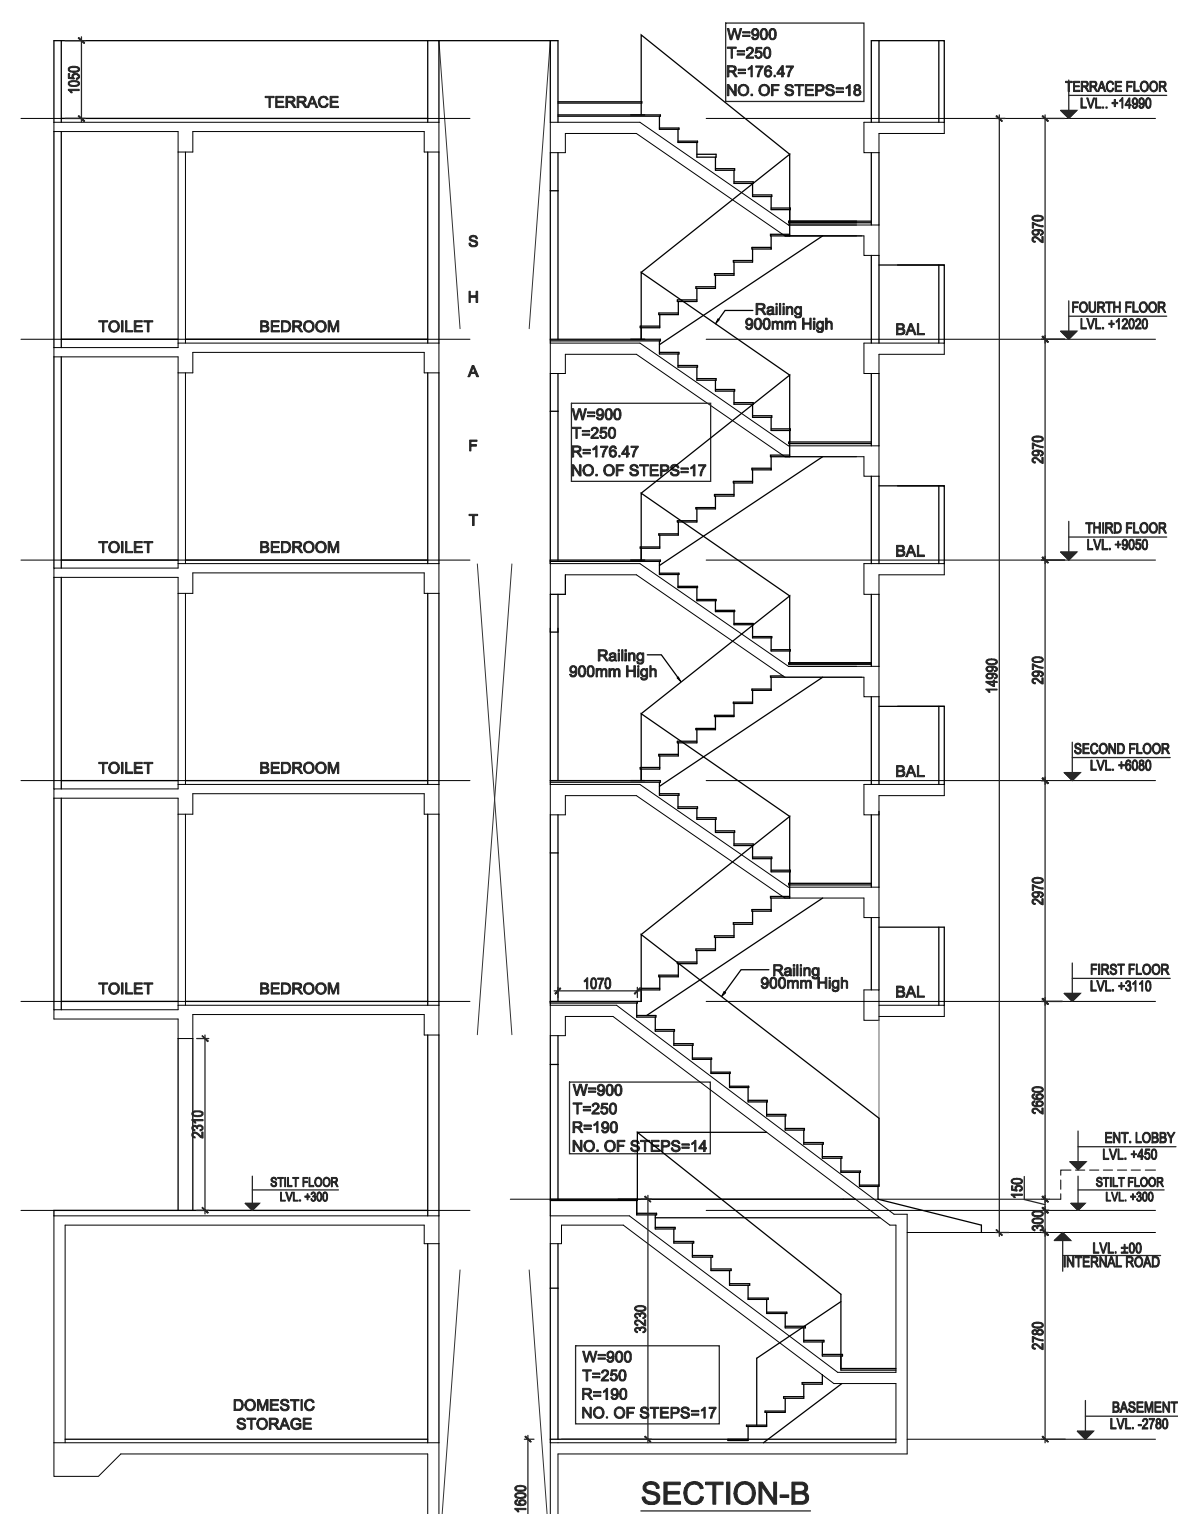 W=900
T=250
R=176.47
NO. OF STEPS=18
1050
TERRACE
TERRACE FLOOR
LVL.. +14990
2970
S
H
A
F
T
TOILET
BEDROOM
Railing
900mm High
BAL
FOURTH FLOOR
LVL. +12020
W=900
T=250
R=176.47
NO. OF STEPS=17
2970
TOILET
BEDROOM
BAL
THIRD FLOOR
LVL. +9050
Railing
900mm High
14990
2970
TOILET
BEDROOM
BAL
SECOND FLOOR
LVL. +6080
2970
TOILET
BEDROOM
1070
Railing
900mm High
BAL
FIRST FLOOR
LVL. +3110
2310
W=900
T=250
R=190
NO. OF STEPS=14
2660
ENT. LOBBY
LVL. +450
STILT FLOOR
LVL. +300
150
STILT FLOOR
LVL. +300
300
LVL. ±00
INTERNAL ROAD
3230
2780
W=900
T=250
R=190
NO. OF STEPS=17
DOMESTIC
STORAGE
BASEMENT
LVL. -2780
1600
SECTION-B